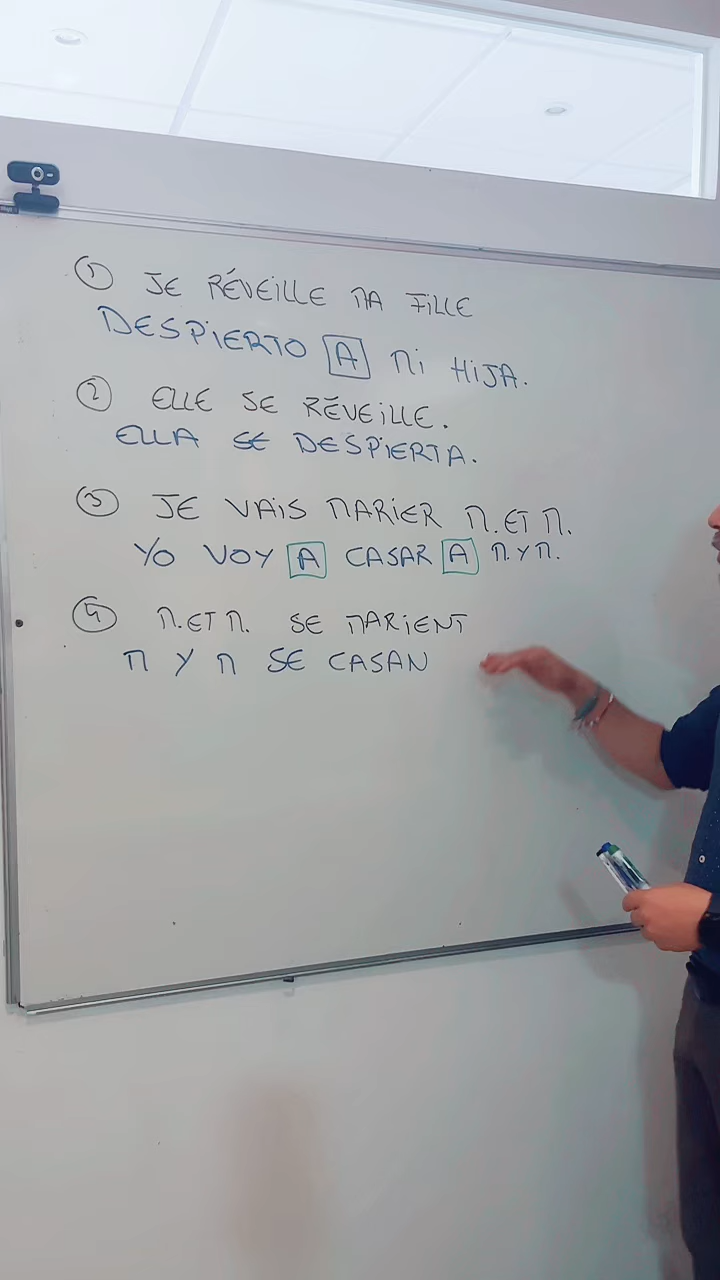 ① JE RÉVEILLE MA FILLE
DESPIERTO A MI HIJA.
② ELLE SE RÉVEILLE.
ELLA SE DESPIERTA.
③ JE VAIS MARIER M. ET M.
YO VOY A CASAR A M. Y M.
④ M. ET M. SE MARIENT
M Y M SE CASAN